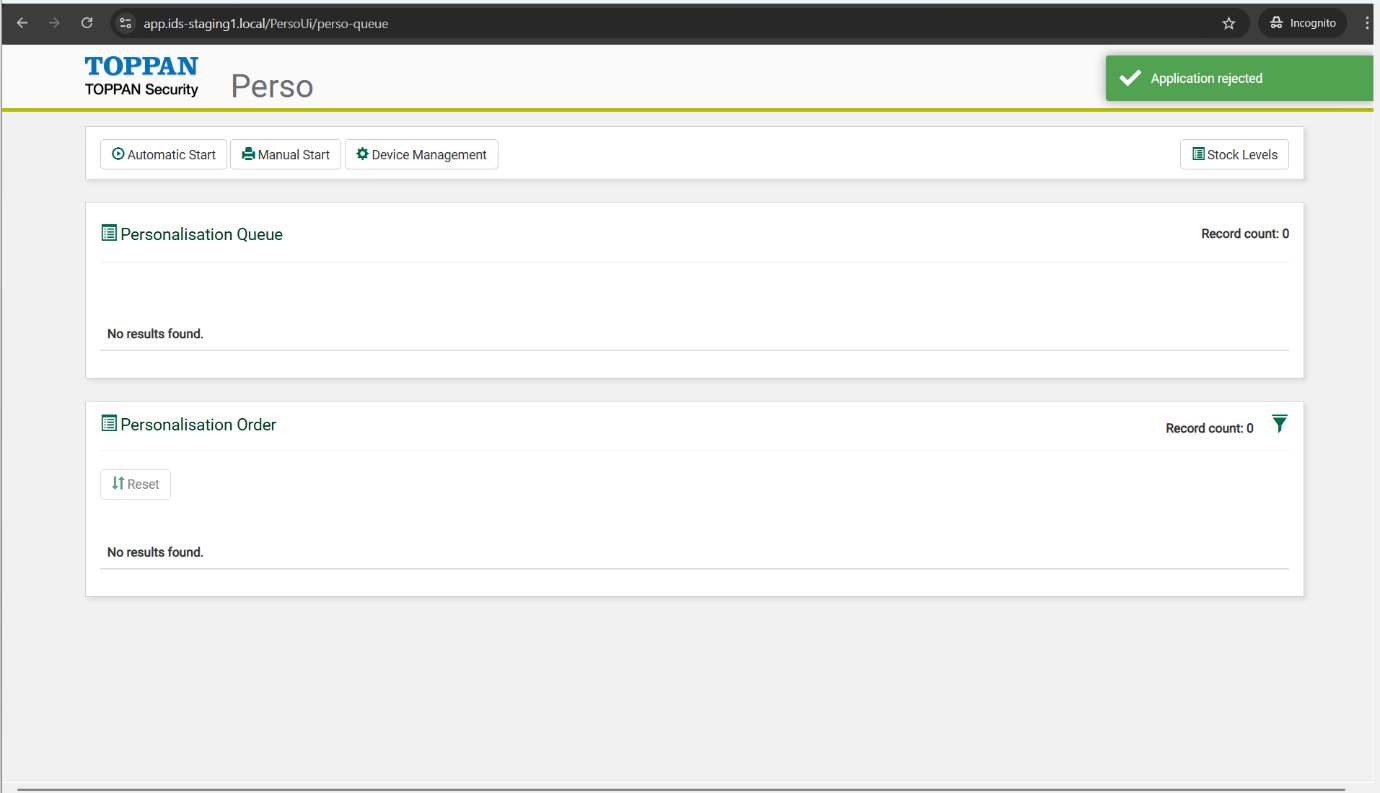 app.ids-staging1.local/PersoUi/perso-queue
Incognito
TOPPAN
TOPPAN Security
Perso
Application rejected
Automatic Start
Manual Start
Device Management
Stock Levels
Personalisation Queue
Record count: 0
No results found.
Personalisation Order
Record count: 0
Reset
No results found.